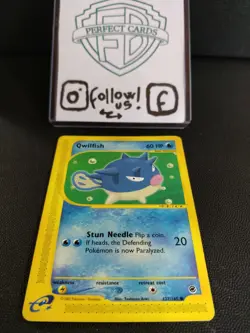 PERFECT CARDS
follow!
us!
Qwilfish 60 HP
Stun Needle Flip a coin.
If heads, the Defending 20
Pokémon is now Paralyzed.
weakness resistance retreat cost
e